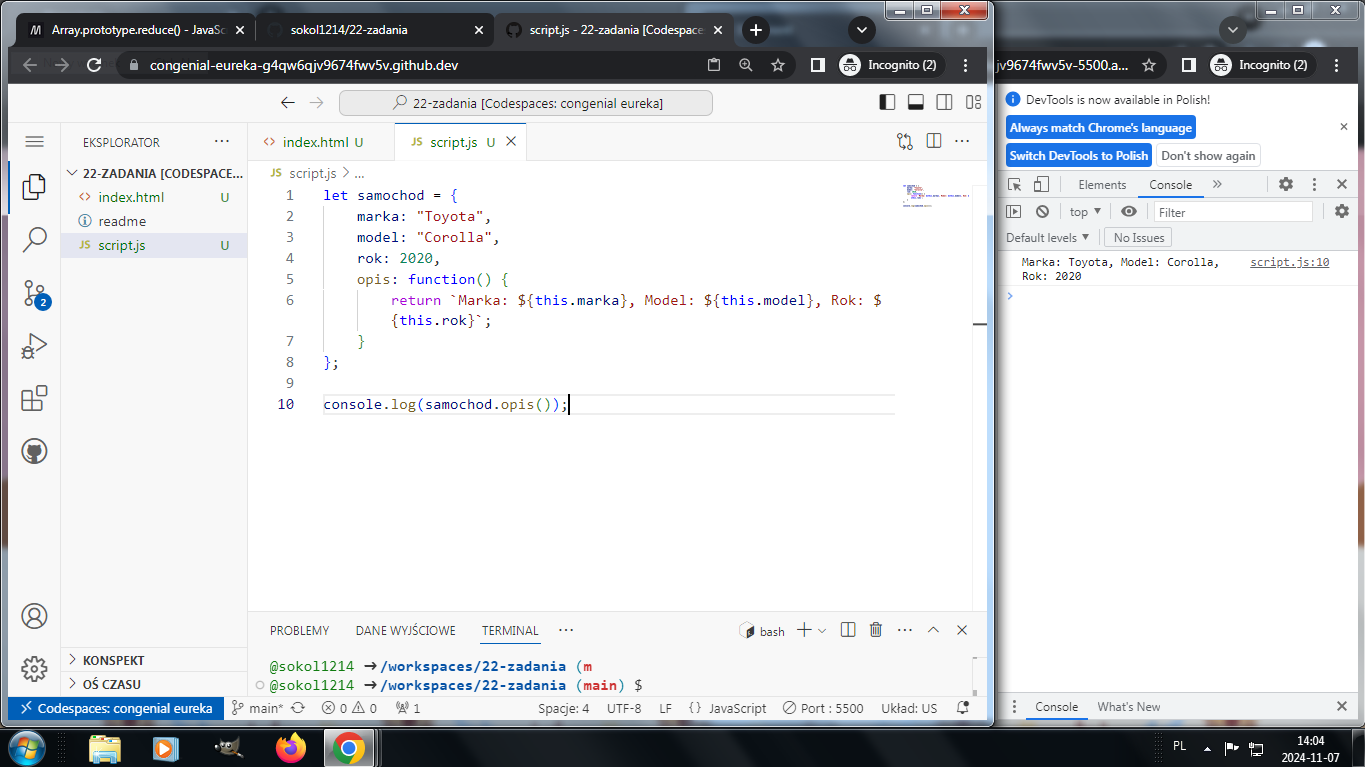 Array.prototype.reduce() - JavaSc
sokol1214/22-zadania
script.js - 22-zadania [Codespace
congenial-eureka-g4qw6qjv9674fwv5v.github.dev
Incognito (2)
jv9674fwv5v-5500.a...
Incognito (2)
22-zadania [Codespaces: congenial eureka]
EKSPLORATOR
22-ZADANIA [CODESPACE...
index.html U
readme
JS script.js U
2
KONSPEKT
OŚ CZASU
index.html U
JS script.js U
JS script.js > ...
1 let samochod = {
2 marka: "Toyota",
3 model: "Corolla",
4 rok: 2020,
5 opis: function() {
6 return `Marka: ${this.marka}, Model: ${this.model}, Rok: $
{this.rok}`;
7 }
8 };
9
10 console.log(samochod.opis());
PROBLEMY DANE WYJŚCIOWE TERMINAL ...
bash
@sokol1214 ➜/workspaces/22-zadania (m
@sokol1214 ➜/workspaces/22-zadania (main) $
Codespaces: congenial eureka main* 0 0 1 Spacje: 4 UTF-8 LF {} JavaScript Port : 5500 Układ: US
DevTools is now available in Polish!
Always match Chrome's language
Switch DevTools to Polish Don't show again
Elements Console »
top Filter
Default levels No Issues
Marka: Toyota, Model: Corolla, script.js:10
Rok: 2020
Console What's New
PL 14:04
2024-11-07